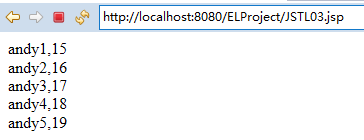 http://localhost:8080/ELProject/JSTL03.jsp
andy1,15
andy2,16
andy3,17
andy4,18
andy5,19